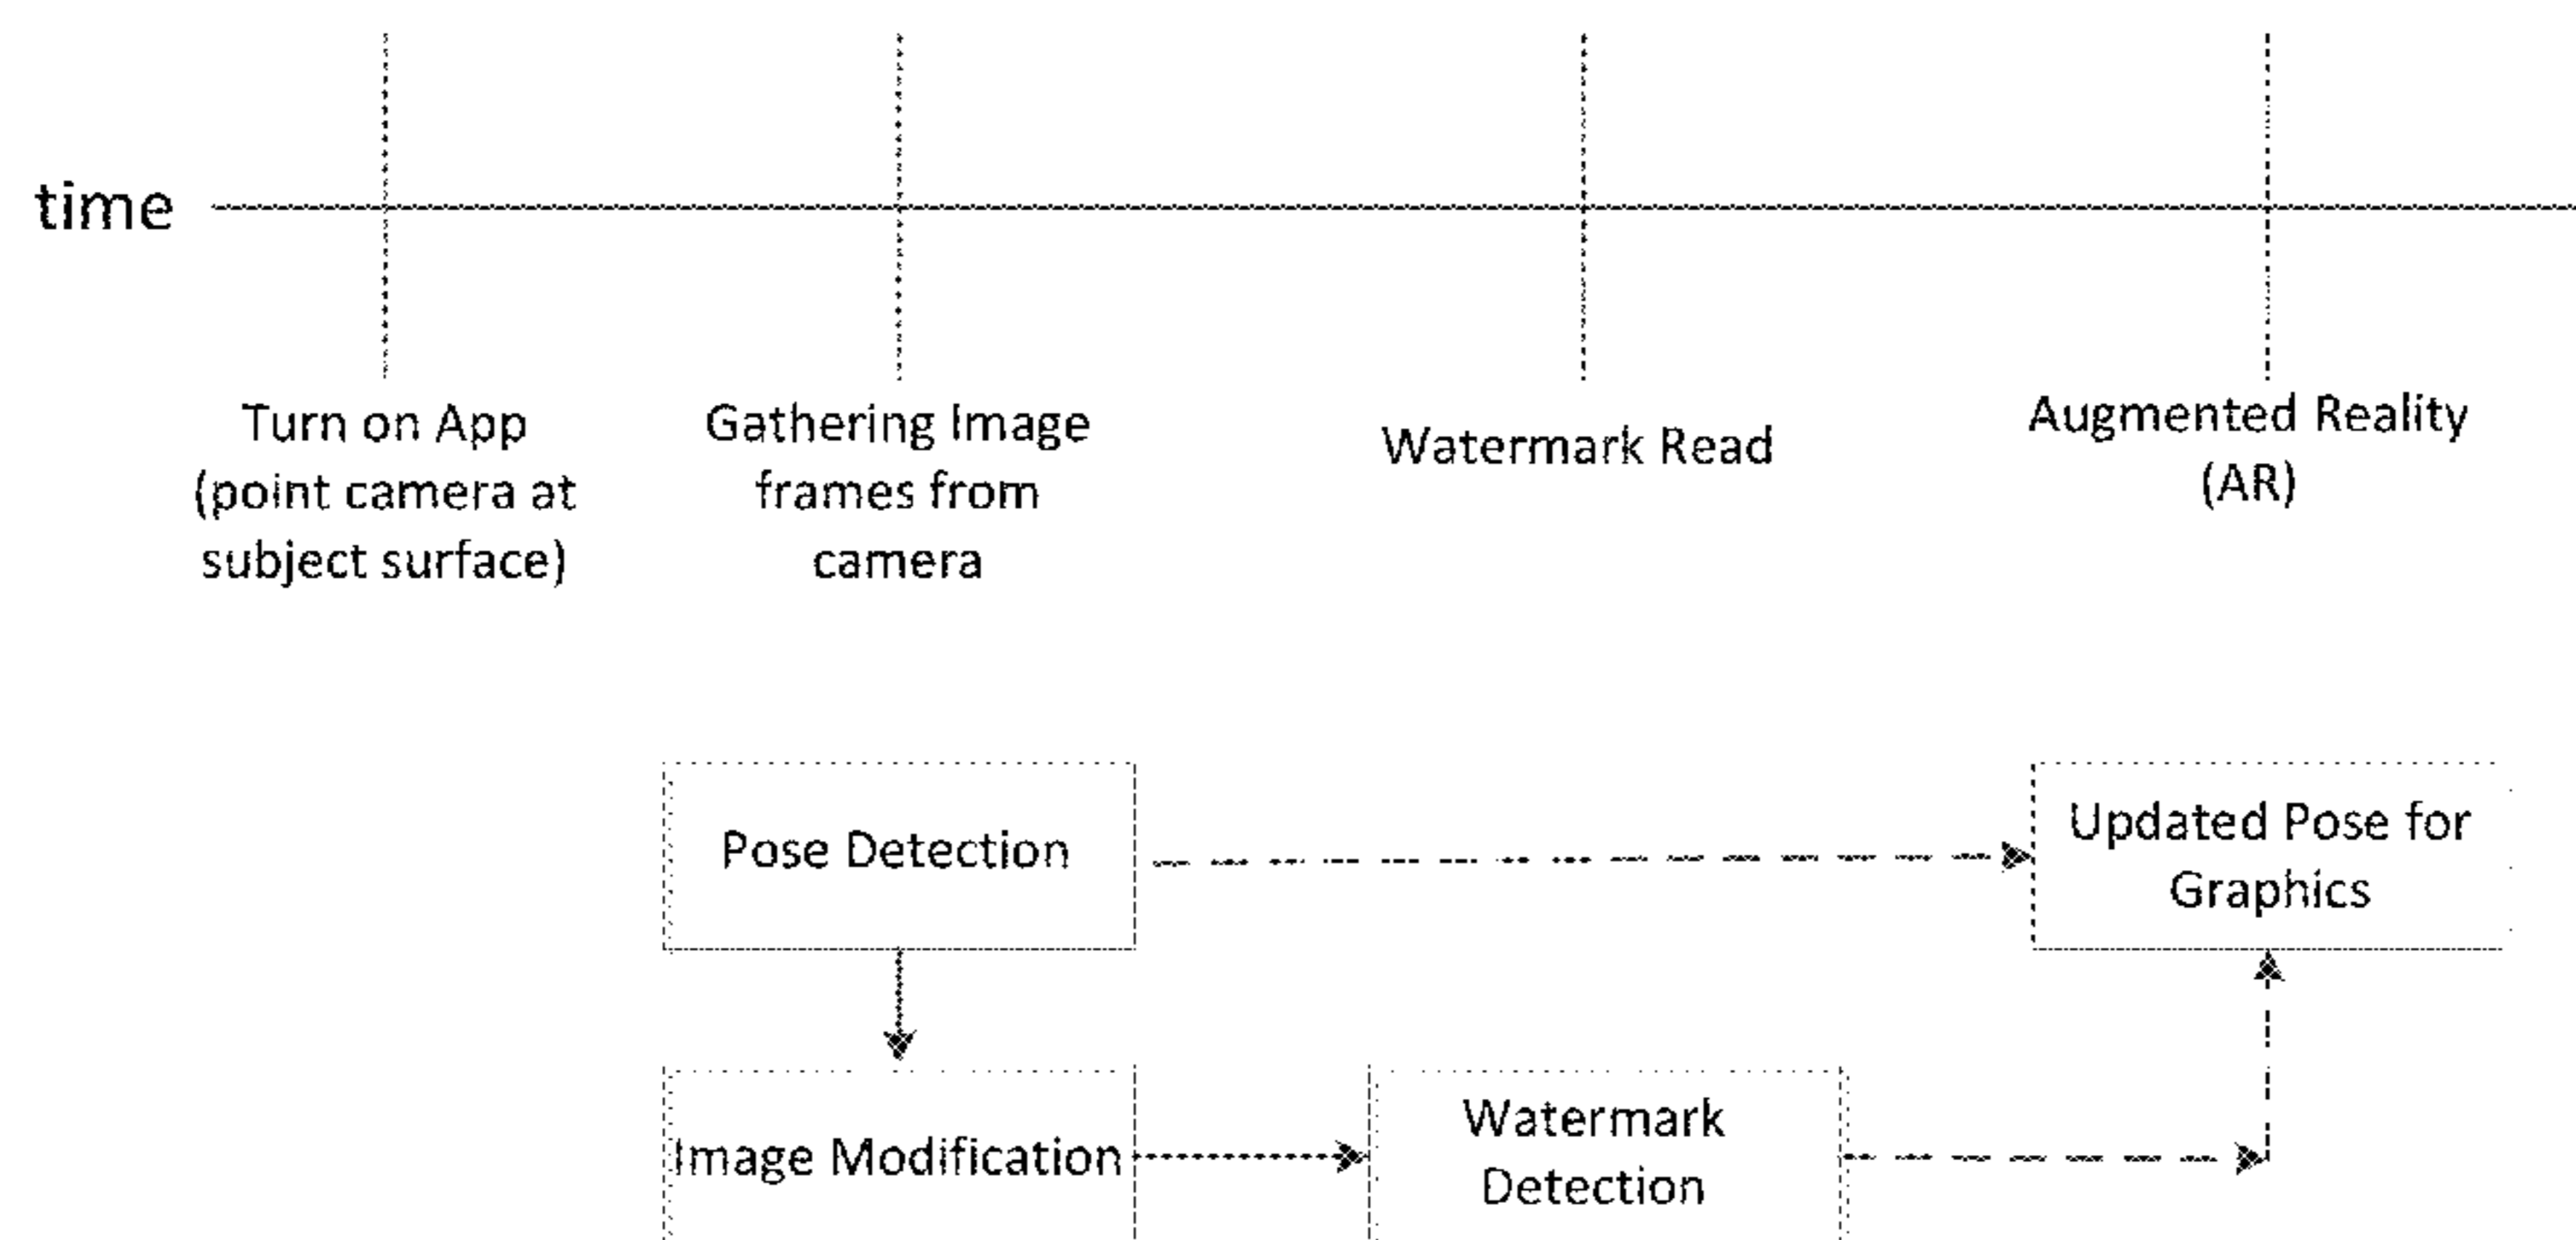 time
Turn on App
(point camera at
subject surface)
Gathering Image
frames from
camera
Watermark Read
Augmented Reality
(AR)
Pose Detection
Updated Pose for
Graphics
Image Modification
Watermark
Detection